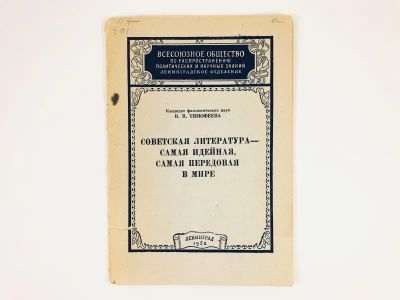 ВСЕСОЮЗНОЕ ОБЩЕСТВО
ПО РАСПРОСТРАНЕНИЮ
ПОЛИТИЧЕСКИХ И НАУЧНЫХ ЗНАНИЙ
ЛЕНИНГРАДСКОЕ ОТДЕЛЕНИЕ
Кандидат филологических наук
В. В. ТИМОФЕЕВА
СОВЕТСКАЯ ЛИТЕРАТУРА—
САМАЯ ИДЕЙНАЯ,
САМАЯ ПЕРЕДОВАЯ
В МИРЕ
ЛЕНИНГРАД
1952